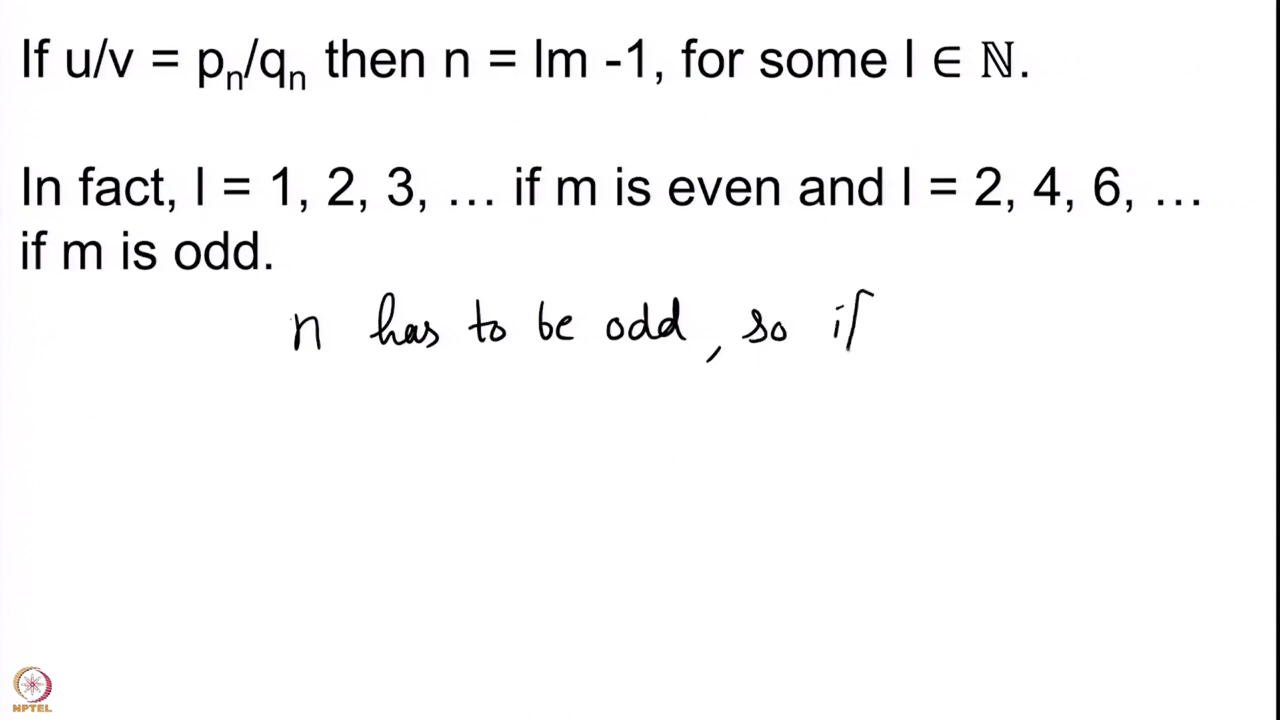 If u/v = pₙ/qₙ then n = lm -1, for some l ∈ ℕ.
In fact, l = 1, 2, 3, … if m is even and l = 2, 4, 6, …
if m is odd.
n has to be odd, so if
NPTEL